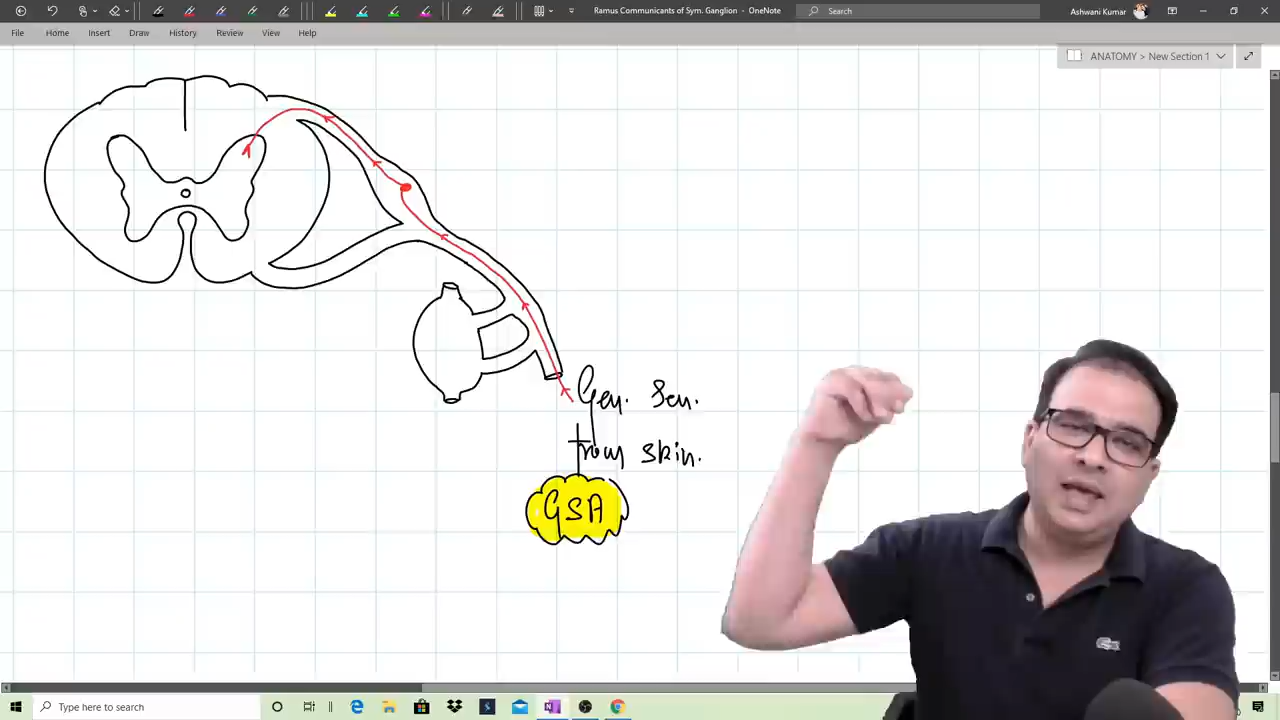 Ramus Communicants of Sym. Ganglion - OneNote
Search
Ashwani Kumar
File Home Insert Draw History Review View Help
ANATOMY > New Section 1
Gen. Sen.
from skin.
GSA
Type here to search